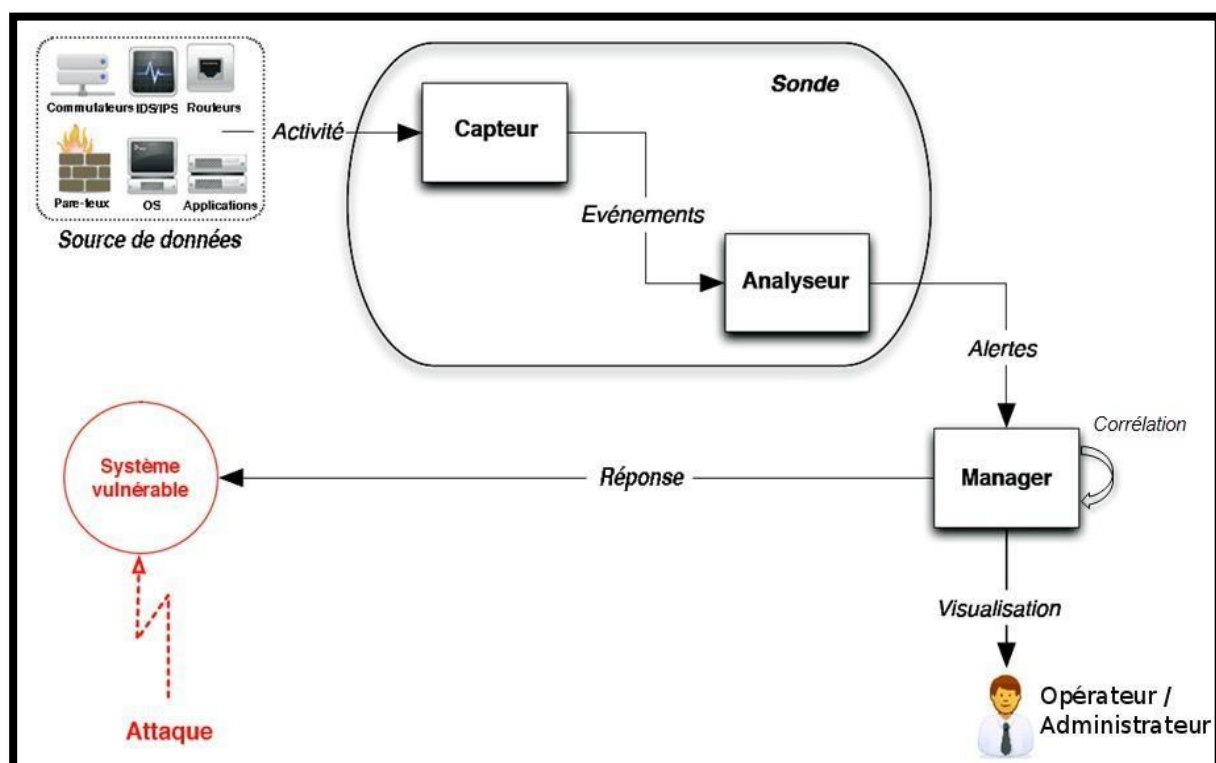 Commutateurs IDS/IPS Routeurs
Pare-feux OS Applications
Source de données
Activité
Sonde
Capteur
Evénements
Analyseur
Alertes
Corrélation
Manager
Réponse
Système
vulnérable
Attaque
Visualisation
Opérateur /
Administrateur